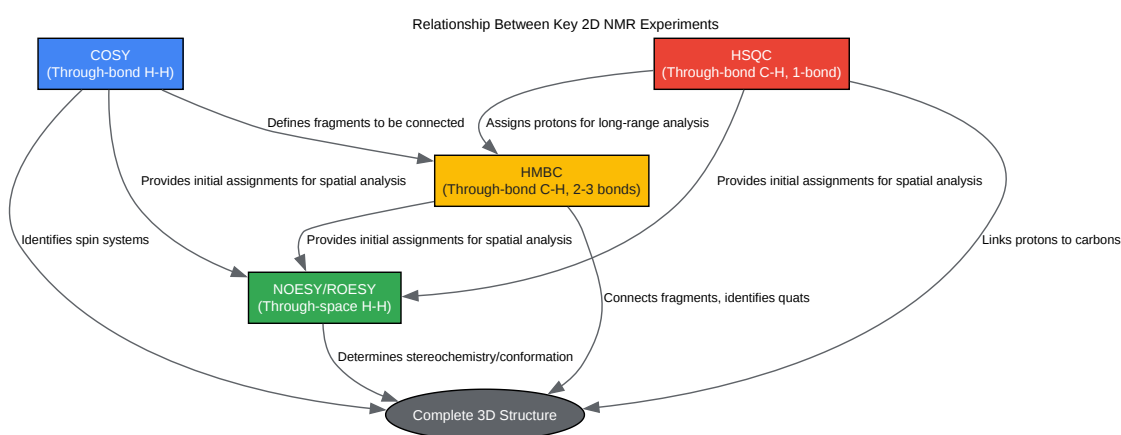 Relationship Between Key 2D NMR Experiments
COSY
(Through-bond H-H)
HSQC
(Through-bond C-H, 1-bond)
Defines fragments to be connected
Assigns protons for long-range analysis
HMBC
(Through-bond C-H, 2-3 bonds)
Provides initial assignments for spatial analysis
Provides initial assignments for spatial analysis
Identifies spin systems
Provides initial assignments for spatial analysis
Links protons to carbons
NOESY/ROESY
(Through-space H-H)
Connects fragments, identifies quats
Determines stereochemistry/conformation
Complete 3D Structure